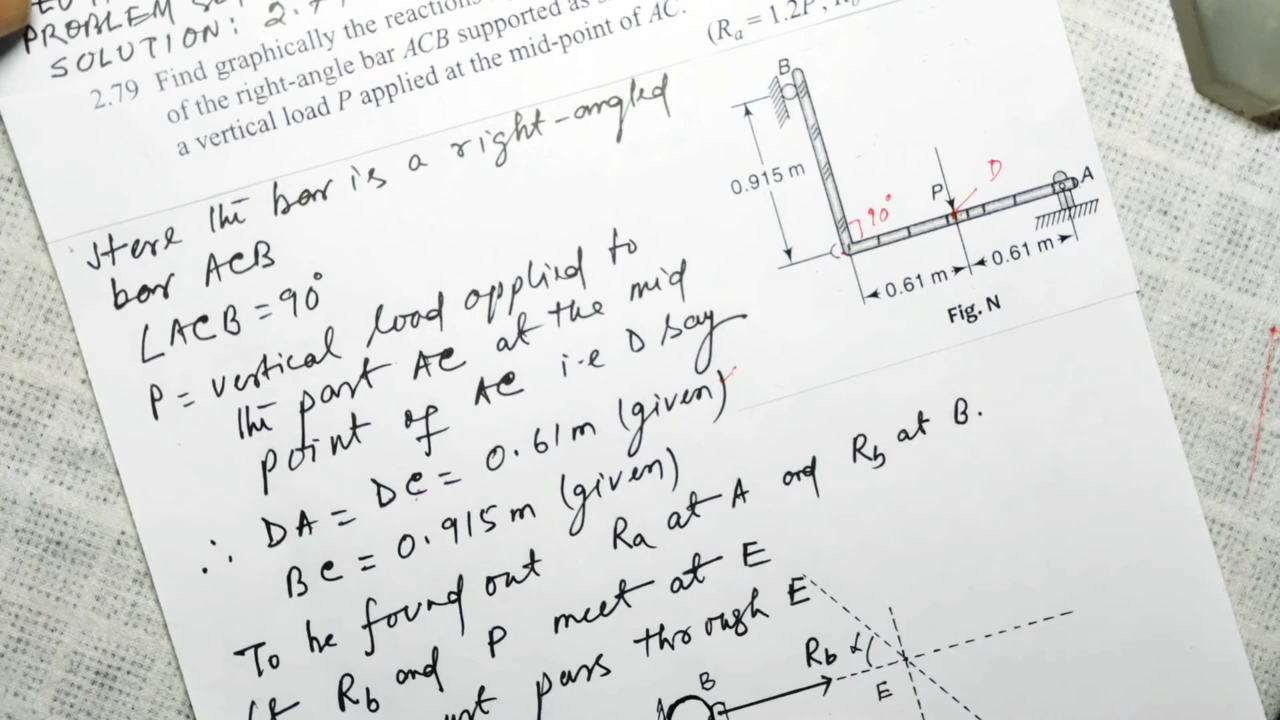 PROBLEM
SOLUTION: 2.7
2.79 Find graphically the reactions
of the right-angle bar ACB supported as
a vertical load P applied at the mid-point of AC.
(Ra = 1.2P,
Here the bar is a right-angled
bar ACB
∠ACB = 90°
P = vertical load applied to
the part AC at the mid
point of AC i.e D say
∴ DA = DC = 0.61m (given)
BC = 0.915m (given)
To be found out Ra at A and Rb at B.
If Rb and P meet at E
pass through E
B
0.915 m
90°
P
D
A
0.61 m
0.61 m
Fig. N
B
Rb
α
E